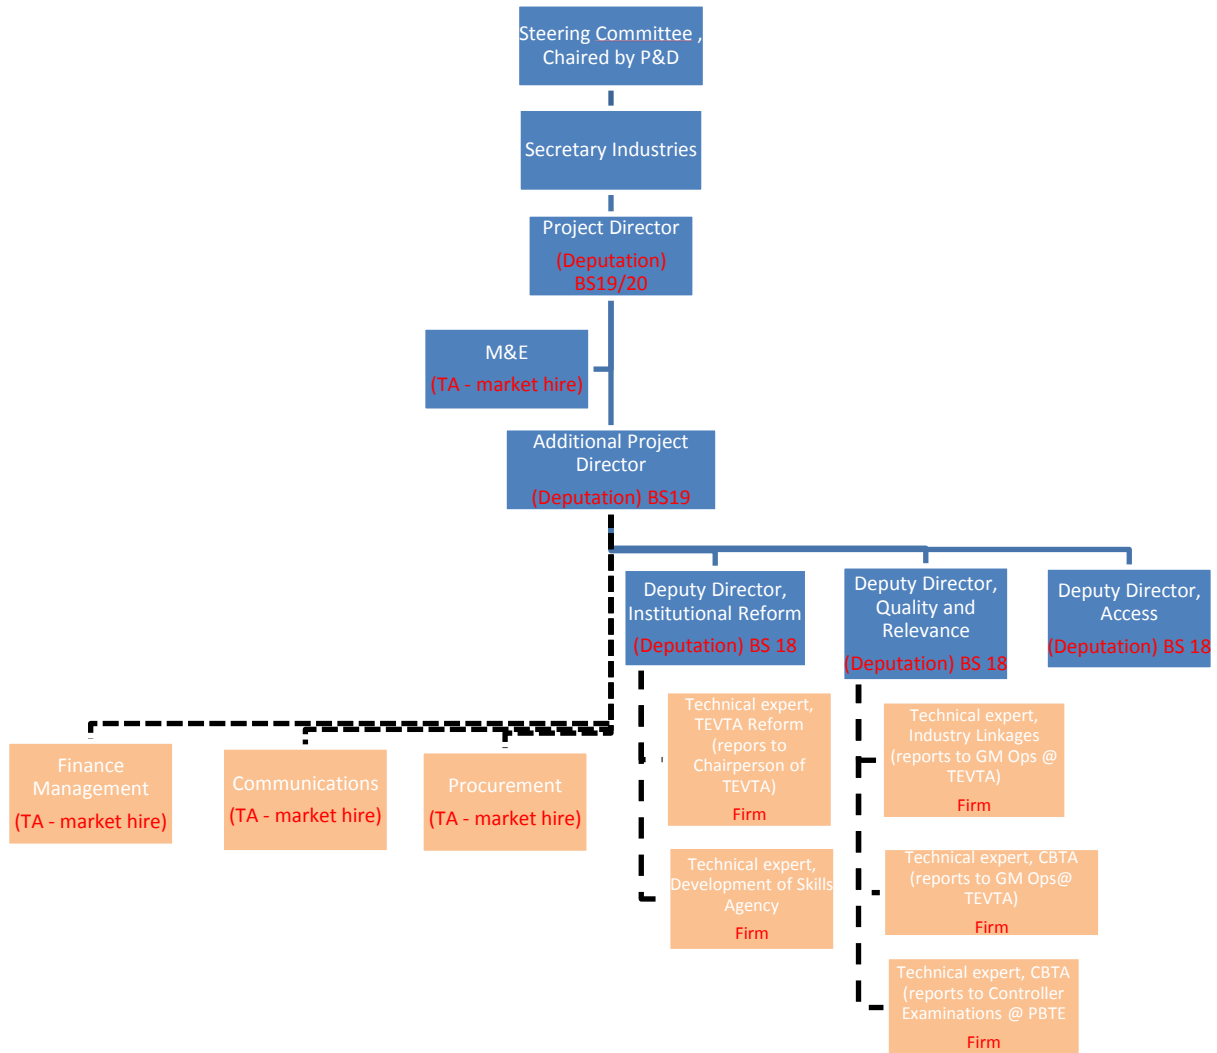 Steering Committee ,
Chaired by P&D
Secretary Industries
Project Director
(Deputation)
BS19/20
M&E
(TA - market hire)
Additional Project
Director
(Deputation) BS19
Deputy Director,
Institutional Reform
(Deputation) BS 18
Deputy Director,
Quality and
Relevance
(Deputation) BS 18
Deputy Director,
Access
(Deputation) BS 18
Finance
Management
(TA - market hire)
Communications
(TA - market hire)
Procurement
(TA - market hire)
Technical expert,
TEVTA Reform
(repors to
Chairperson of
TEVTA)
Firm
Technical expert,
Industry Linkages
(reports to GM Ops @
TEVTA)
Firm
Technical expert,
Development of Skills
Agency
Firm
Technical expert, CBTA
(reports to GM Ops@
TEVTA)
Firm
Technical expert, CBTA
(reports to Controller
Examinations @ PBTE
Firm